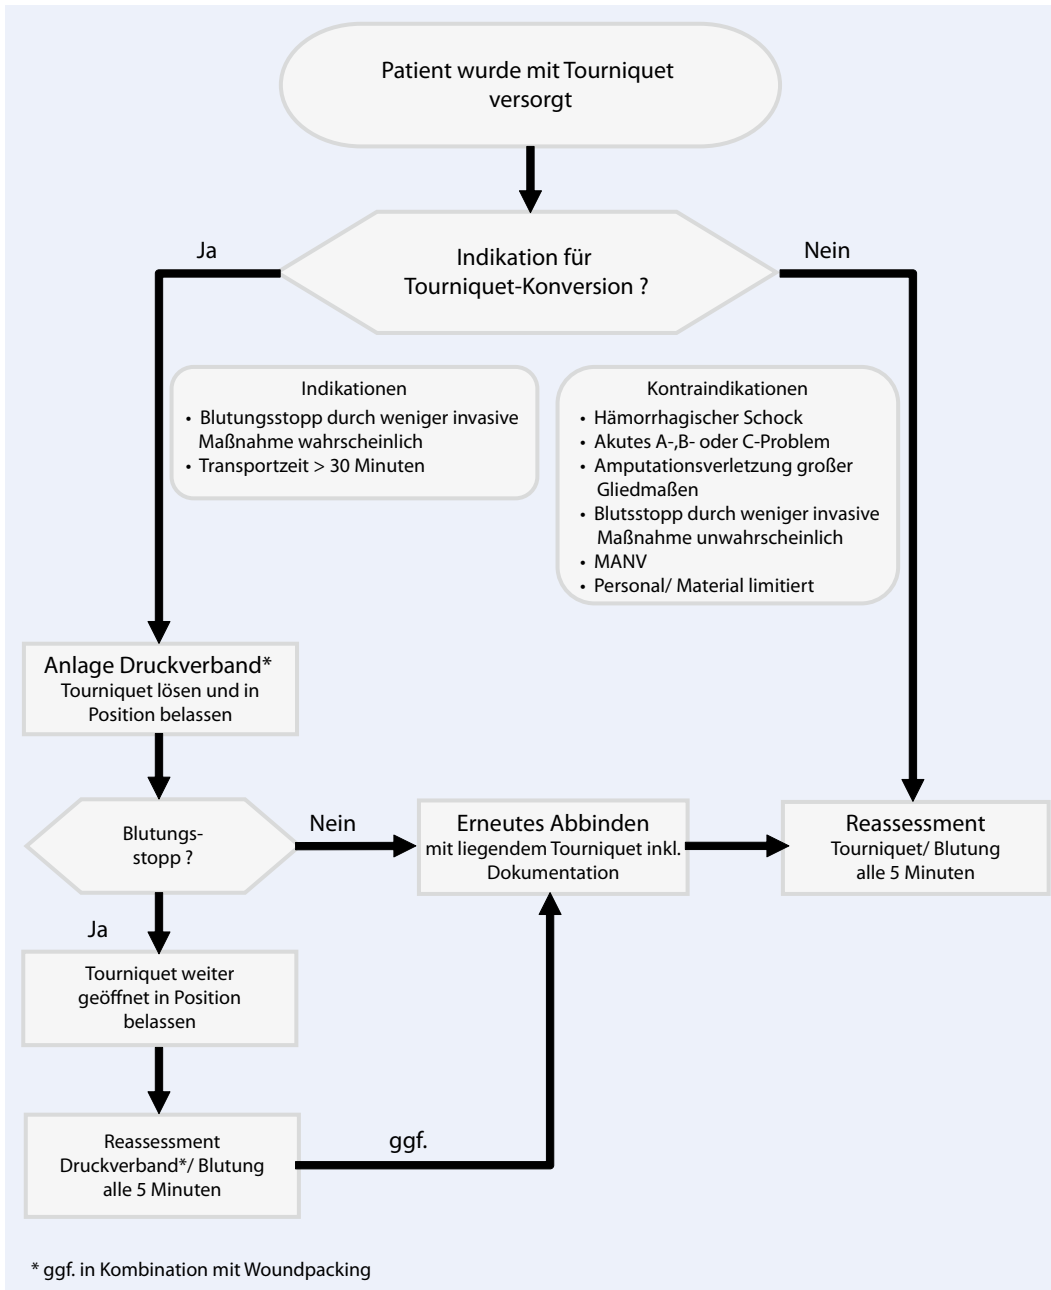 Patient wurde mit Tourniquet
versorgt
Indikation für
Tourniquet-Konversion ?
Ja
Nein
Indikationen
• Blutungsstopp durch weniger invasive
Maßnahme wahrscheinlich
• Transportzeit > 30 Minuten
Kontraindikationen
• Hämorrhagischer Schock
• Akutes A-,B- oder C-Problem
• Amputationsverletzung großer
Gliedmaßen
• Blutsstopp durch weniger invasive
Maßnahme unwahrscheinlich
• MANV
• Personal/ Material limitiert
Anlage Druckverband*
Tourniquet lösen und in
Position belassen
Blutungs-
stopp ?
Nein
Erneutes Abbinden
mit liegendem Tourniquet inkl.
Dokumentation
Reassessment
Tourniquet/ Blutung
alle 5 Minuten
Ja
Tourniquet weiter
geöffnet in Position
belassen
Reassessment
Druckverband*/ Blutung
alle 5 Minuten
ggf.
* ggf. in Kombination mit Woundpacking